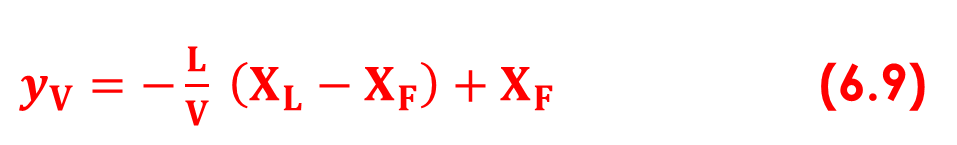 y_V = − L/V (X_L − X_F) + X_F (6.9)